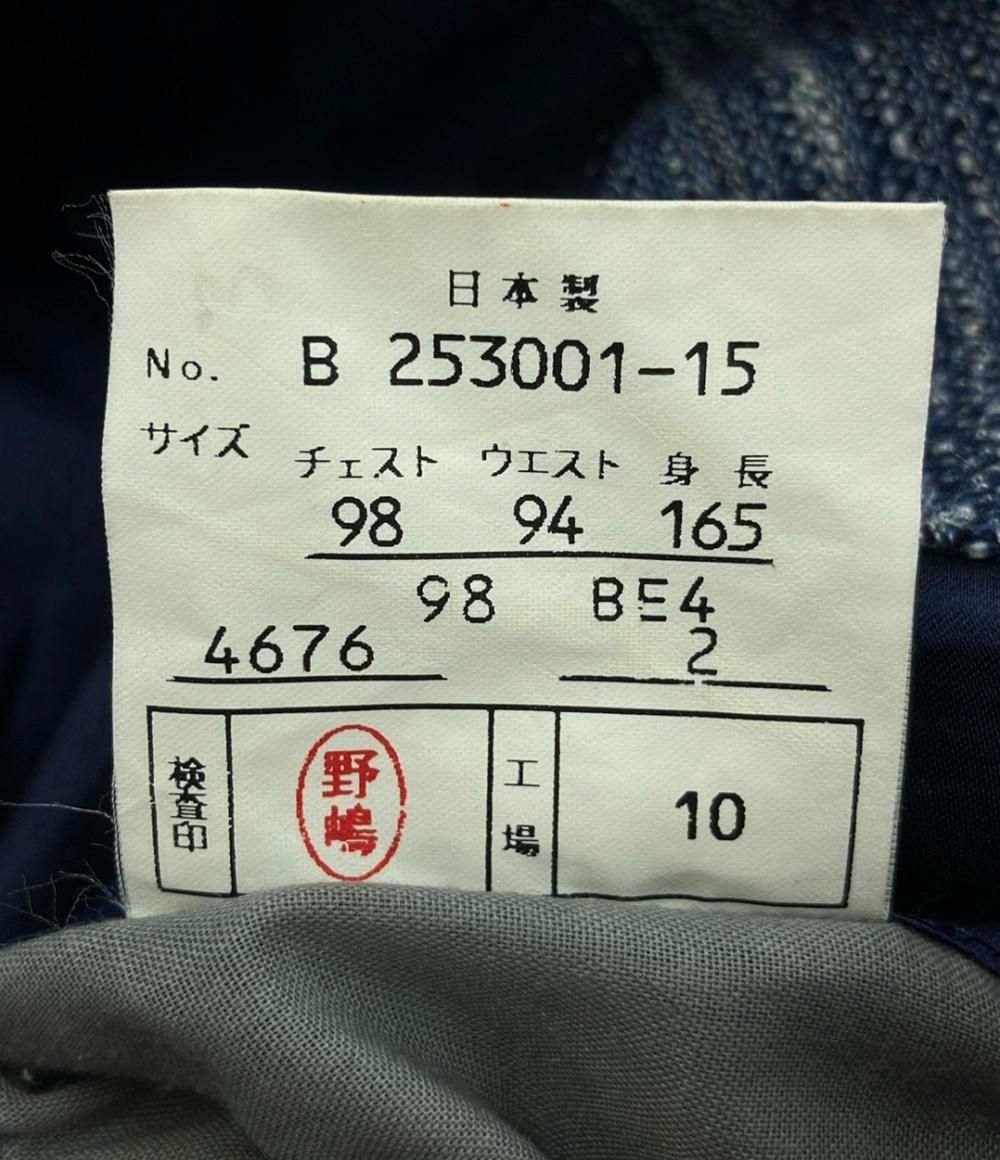 日本製
No. B 253001-15
サイズ
チェスト ウエスト 身長
98 94 165
98 BE4
4676 2
検査印 野嶋 工場 10